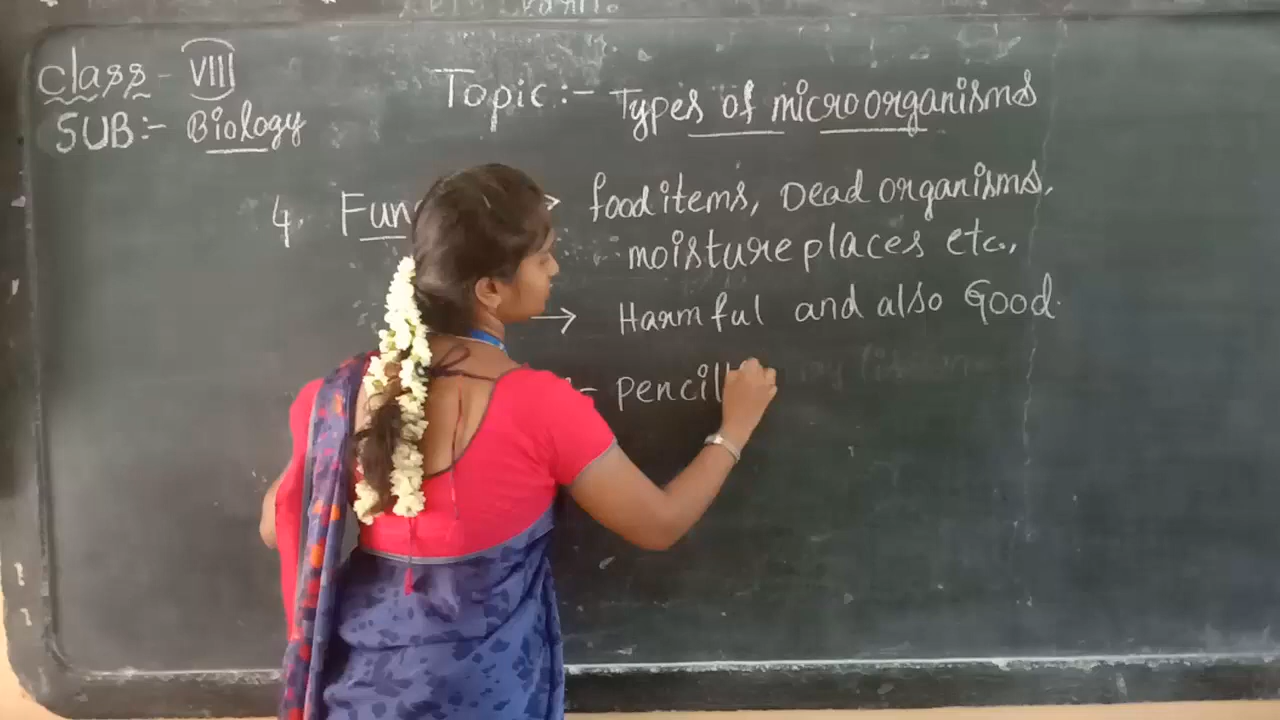 Class - VIII
SUB:- Biology
Topic:- Types of microorganisms
4. Fun → food items, Dead organisms,
moisture places etc.,
→ Harmful and also Good.
- pencill